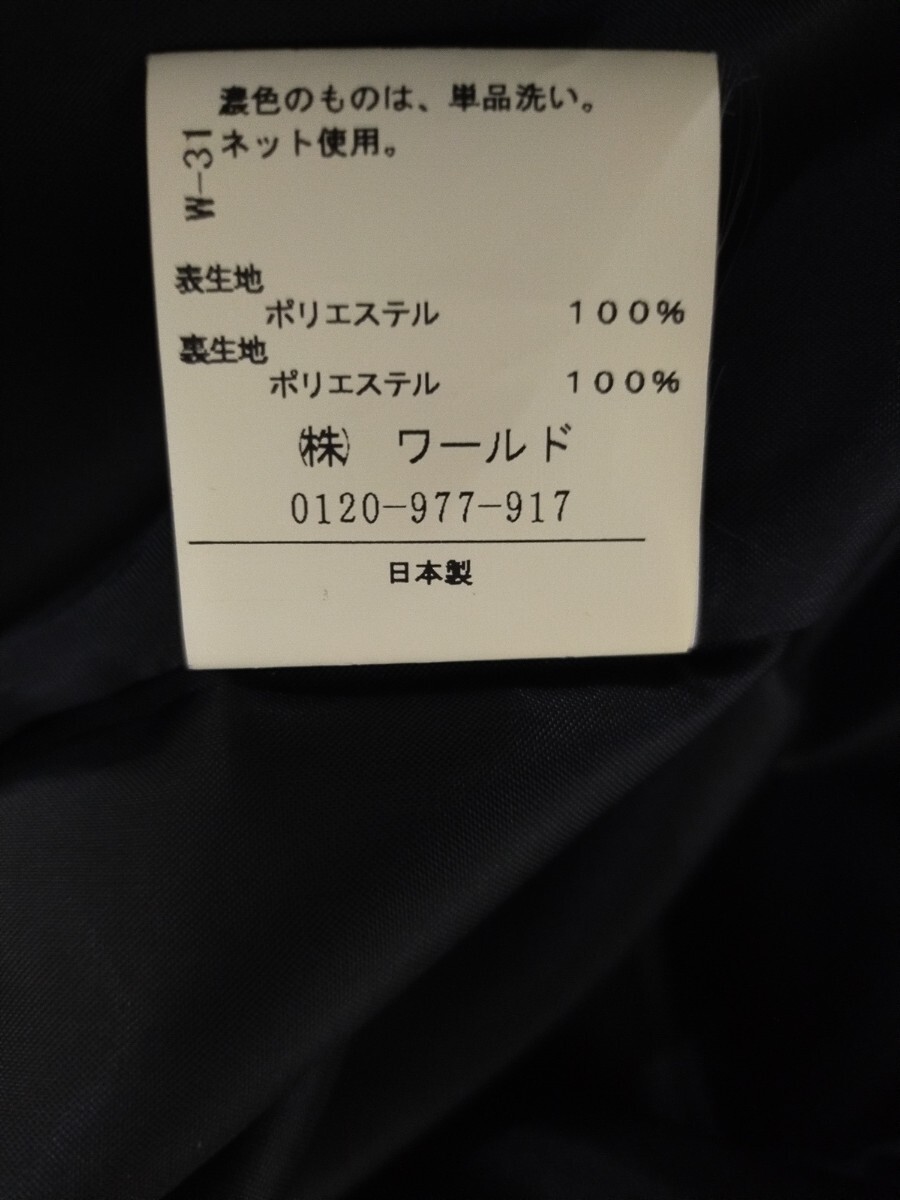 濃色のものは、単品洗い。
ネット使用。
W-31
表生地
ポリエステル 100%
裏生地
ポリエステル 100%
㈱ ワールド
0120-977-917
日本製